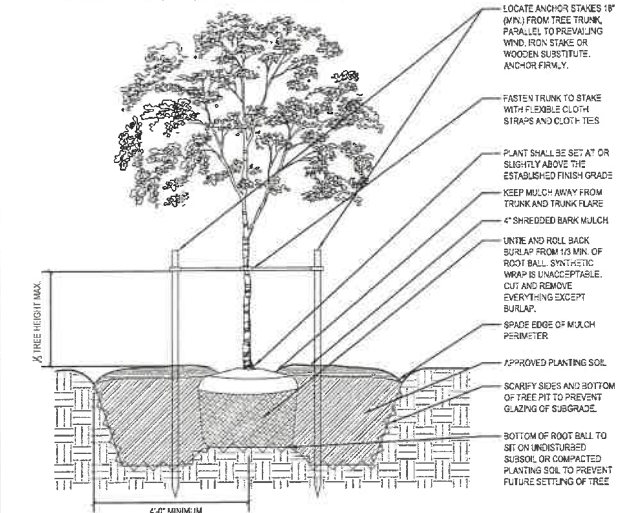 LOCATE ANCHOR STAKES 18"
(MIN.) FROM TREE TRUNK,
PARALLEL TO PREVAILING
WIND. IRON STAKE OR
WOODEN SUBSTITUTE.
ANCHOR FIRMLY.
FASTEN TRUNK TO STAKE
WITH FLEXIBLE CLOTH
STRAPS AND CLOTH TIES
PLANT SHALL BE SET AT OR
SLIGHTLY ABOVE THE
ESTABLISHED FINISH GRADE
KEEP MULCH AWAY FROM
TRUNK AND TRUNK FLARE
4" SHREDDED BARK MULCH
UNTIE AND ROLL BACK
BURLAP FROM 1/3 MIN. OF
ROOT BALL. SYNTHETIC
WRAP IS UNACCEPTABLE.
CUT AND REMOVE
EVERYTHING EXCEPT
BURLAP.
SPADE EDGE OF MULCH
PERIMETER
APPROVED PLANTING SOIL
SCARIFY SIDES AND BOTTOM
OF TREE PIT TO PREVENT
GLAZING OF SUBGRADE.
BOTTOM OF ROOT BALL TO
SIT ON UNDISTURBED
SUBSOIL OR COMPACTED
PLANTING SOIL TO PREVENT
FUTURE SETTLING OF TREE
TREE HEIGHT MAX.
MINIMUM